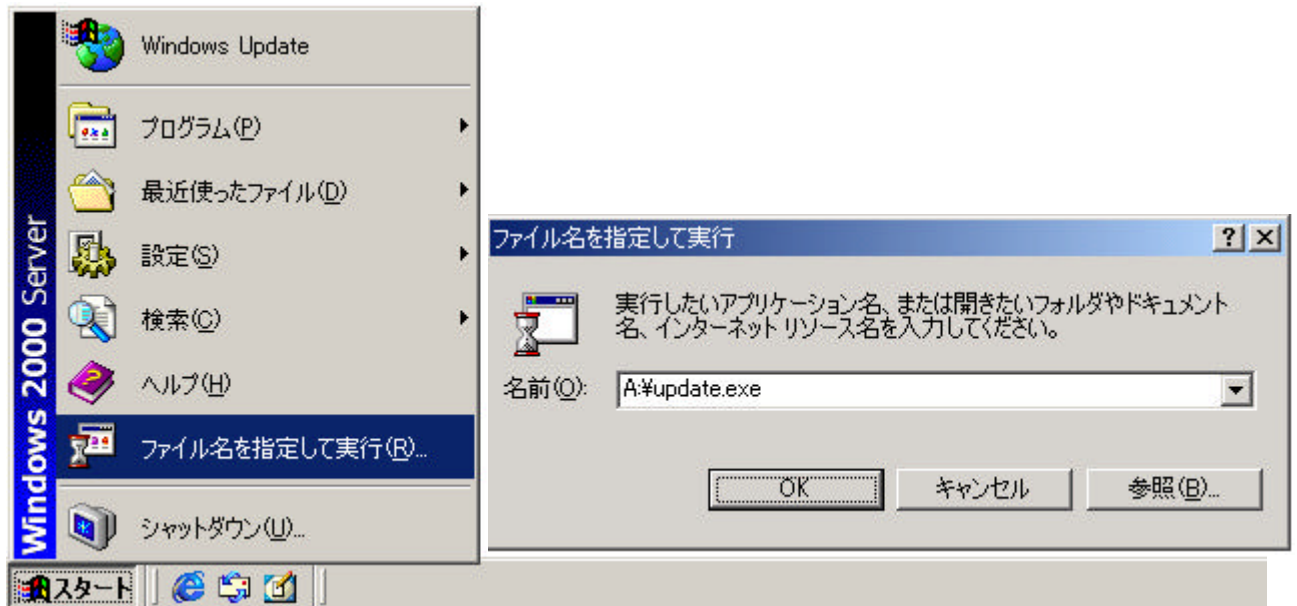 Windows 2000 Server
Windows Update
プログラム(P)
最近使ったファイル(D)
設定(S)
検索(C)
ヘルプ(H)
ファイル名を指定して実行(R)...
シャットダウン(U)...
スタート
ファイル名を指定して実行
実行したいアプリケーション名、または開きたいフォルダやドキュメント
名、インターネット リソース名を入力してください。
名前(O):
A:¥update.exe
OK
キャンセル
参照(B)...